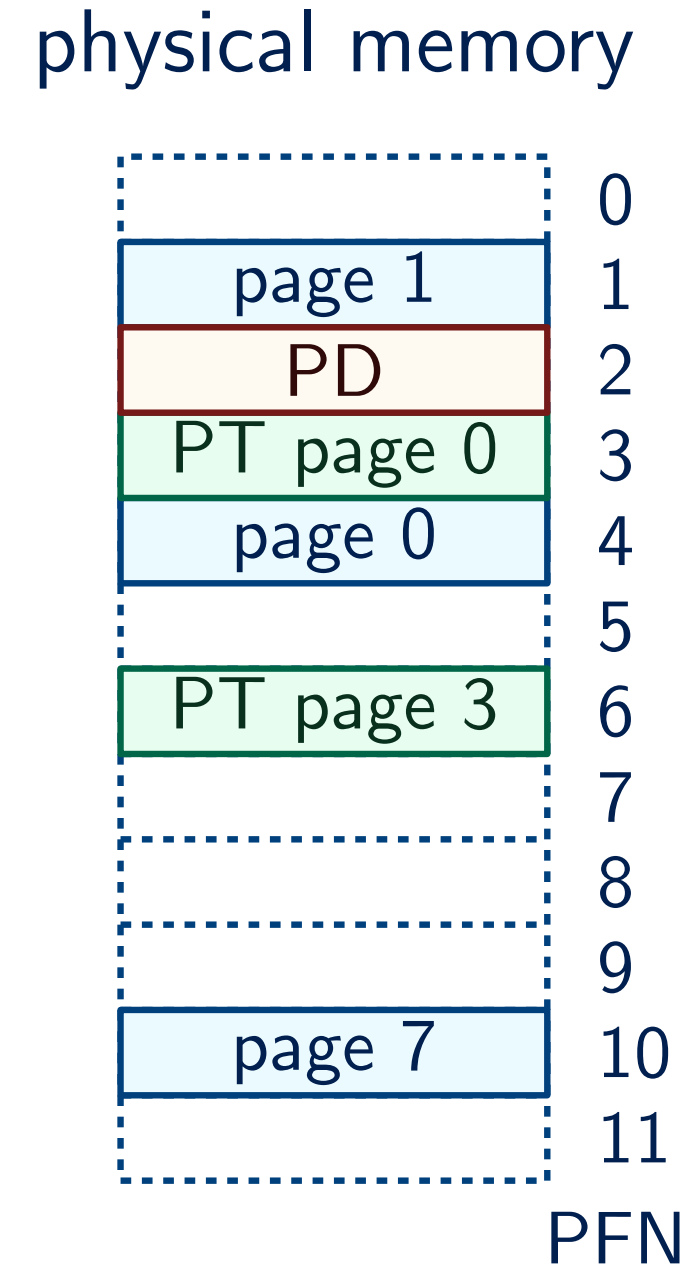 physical memory
0
page 1 1
PD 2
PT page 0 3
page 0 4
5
PT page 3 6
7
8
9
page 7 10
11
PFN